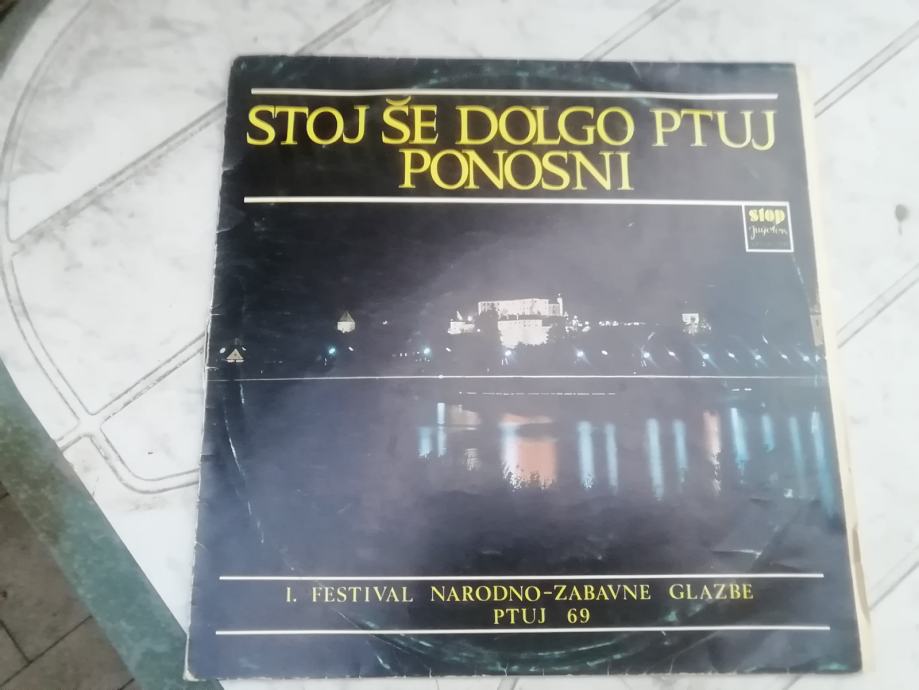 STOJ ŠE DOLGO PTUJ
PONOSNI
stop
jugoton
I. FESTIVAL NARODNO-ZABAVNE GLAZBE
PTUJ 69